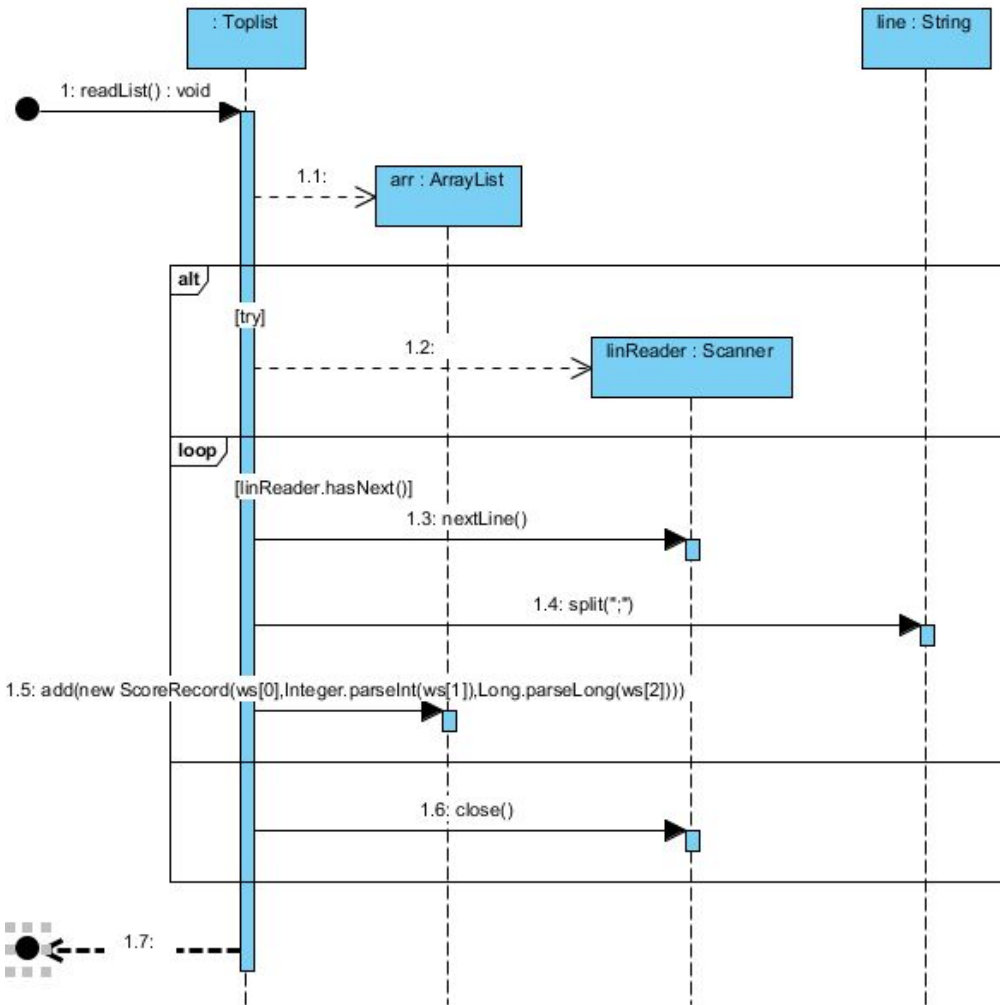 : Toplist
line : String
1: readList() : void
1.1:
arr : ArrayList
alt
[try]
1.2:
linReader : Scanner
loop
[linReader.hasNext()]
1.3: nextLine()
1.4: split(";")
1.5: add(new ScoreRecord(ws[0],Integer.parseInt(ws[1]),Long.parseLong(ws[2])))
1.6: close()
1.7: